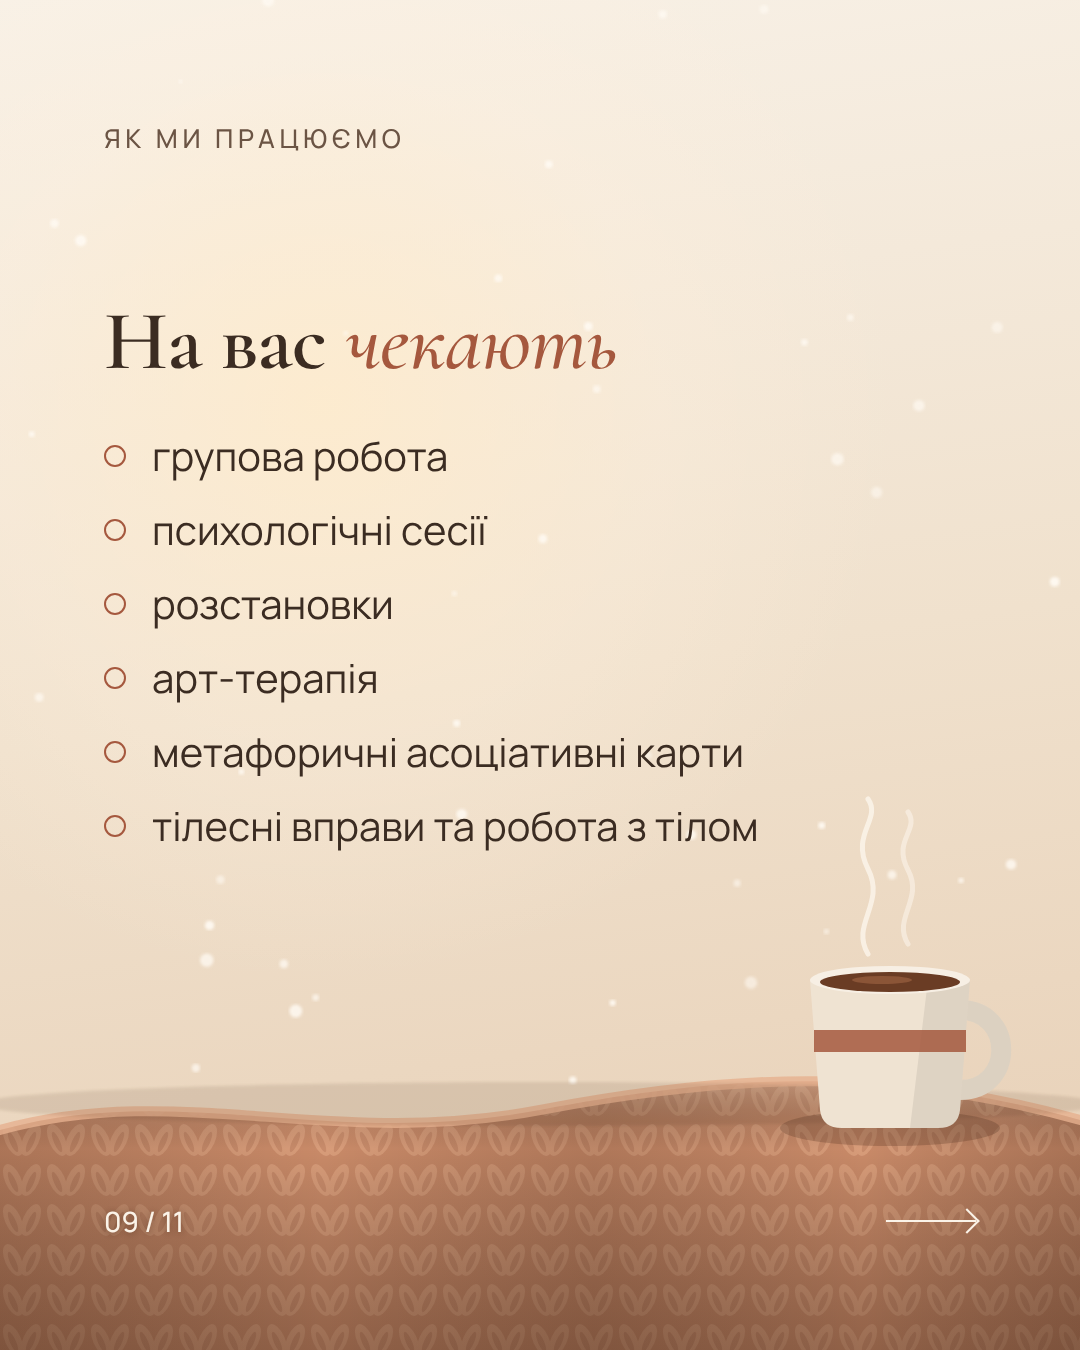 ЯК МИ ПРАЦЮЄМО
На вас чекають
групова робота
психологічні сесії
розстановки
арт-терапія
метафоричні асоціативні карти
тілесні вправи та робота з тілом
09 / 11